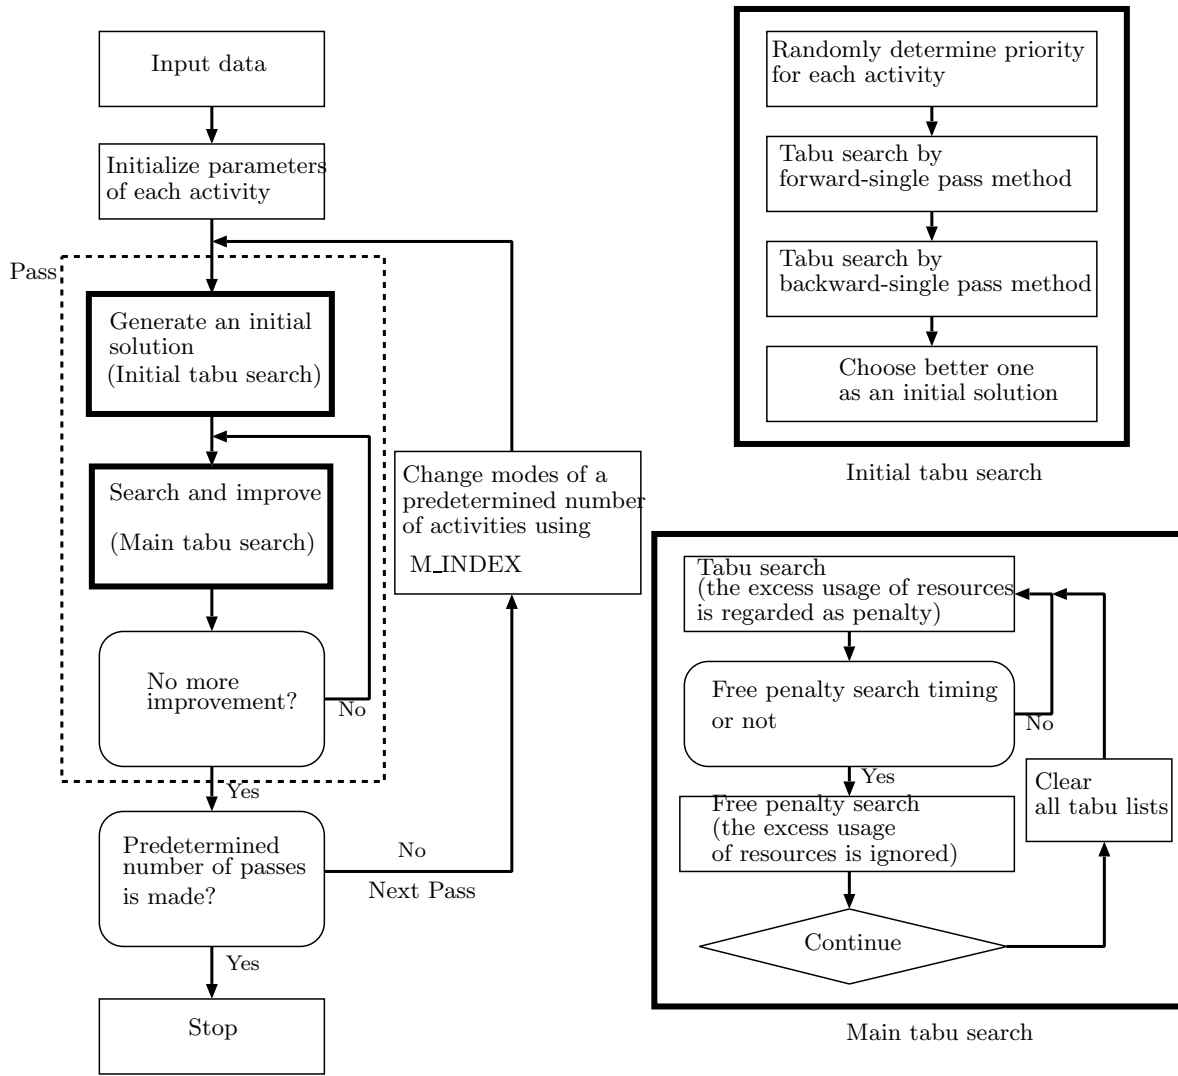 Input data
Initialize parameters
of each activity
Pass
Generate an initial
solution
(Initial tabu search)
Search and improve
(Main tabu search)
No more
improvement?
No
Yes
Predetermined
number of passes
is made?
No
Next Pass
Yes
Stop
Change modes of a
predetermined number
of activities using
M_INDEX
Randomly determine priority
for each activity
Tabu search by
forward-single pass method
Tabu search by
backward-single pass method
Choose better one
as an initial solution
Initial tabu search
Tabu search
(the excess usage of resources
is regarded as penalty)
Free penalty search timing
or not
No
Yes
Free penalty search
(the excess usage
of resources is ignored)
Continue
Clear
all tabu lists
Main tabu search